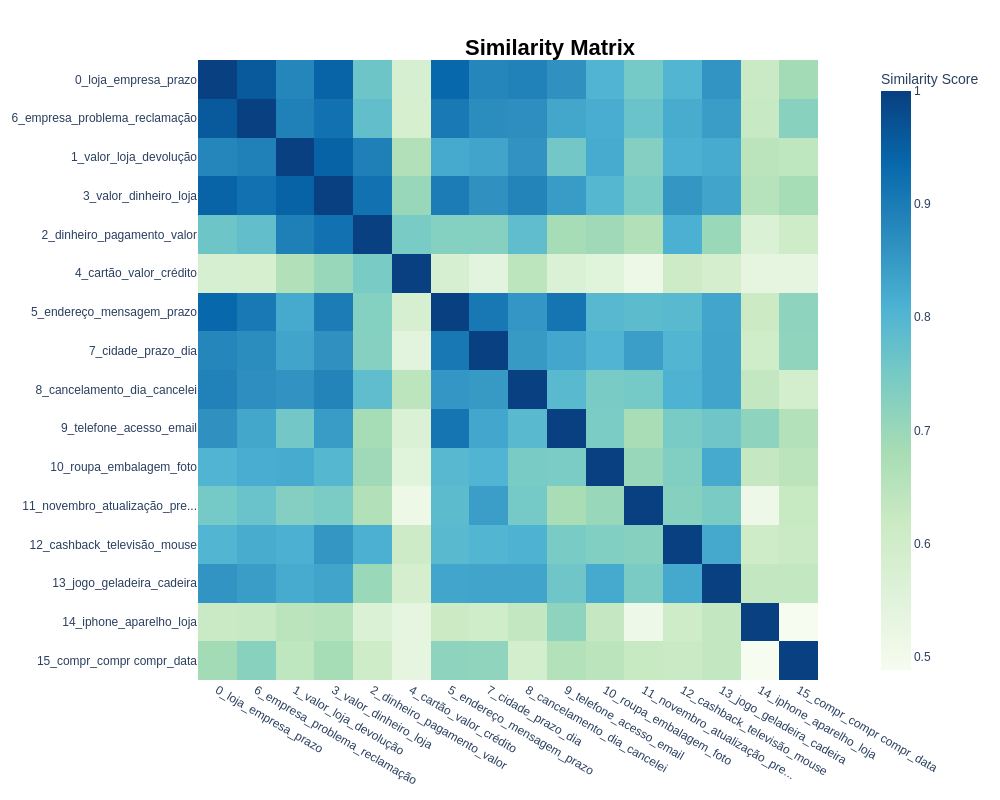 Similarity Matrix
Similarity Score
0_loja_empresa_prazo
6_empresa_problema_reclamação
1_valor_loja_devolução
3_valor_dinheiro_loja
2_dinheiro_pagamento_valor
4_cartão_valor_crédito
5_endereço_mensagem_prazo
7_cidade_prazo_dia
8_cancelamento_dia_cancelei
9_telefone_acesso_email
10_roupa_embalagem_foto
11_novembro_atualização_pre...
12_cashback_televisão_mouse
13_jogo_geladeira_cadeira
14_iphone_aparelho_loja
15_compr_compr compr_data
1
0.9
0.8
0.7
0.6
0.5
0_loja_empresa_prazo
6_empresa_problema_reclamação
1_valor_loja_devolução
3_valor_dinheiro_loja
2_dinheiro_pagamento_valor
4_cartão_valor_crédito
5_endereço_mensagem_prazo
7_cidade_prazo_dia
8_cancelamento_dia_cancelei
9_telefone_acesso_email
10_roupa_embalagem_foto
11_novembro_atualização_pre...
12_cashback_televisão_mouse
13_jogo_geladeira_cadeira
14_iphone_aparelho_loja
15_compr_compr compr_data